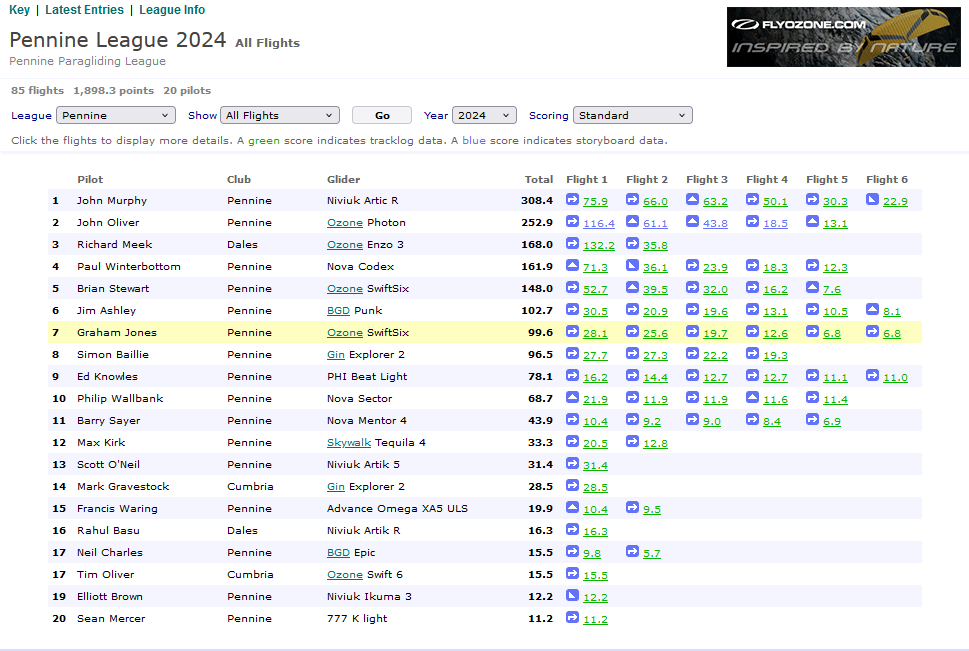 Key | Latest Entries | League Info
FLYOZONE.COM
INSPIRED BY NATURE
Pennine League 2024 All Flights
Pennine Paragliding League
85 flights 1,898.3 points 20 pilots
League Pennine Show All Flights Go Year 2024 Scoring Standard
Click the flights to display more details. A green score indicates tracklog data. A blue score indicates storyboard data.
Pilot Club Glider Total Flight 1 Flight 2 Flight 3 Flight 4 Flight 5 Flight 6
1 John Murphy Pennine Niviuk Artic R 308.4 75.9 66.0 63.2 50.1 30.3 22.9
2 John Oliver Pennine Ozone Photon 252.9 116.4 61.1 43.8 18.5 13.1
3 Richard Meek Dales Ozone Enzo 3 168.0 132.2 35.8
4 Paul Winterbottom Pennine Nova Codex 161.9 71.3 36.1 23.9 18.3 12.3
5 Brian Stewart Pennine Ozone SwiftSix 148.0 52.7 39.5 32.0 16.2 7.6
6 Jim Ashley Pennine BGD Punk 102.7 30.5 20.9 19.6 13.1 10.5 8.1
7 Graham Jones Pennine Ozone SwiftSix 99.6 28.1 25.6 19.7 12.6 6.8 6.8
8 Simon Baillie Pennine Gin Explorer 2 96.5 27.7 27.3 22.2 19.3
9 Ed Knowles Pennine PHI Beat Light 78.1 16.2 14.4 12.7 12.7 11.1 11.0
10 Philip Wallbank Pennine Nova Sector 68.7 21.9 11.9 11.9 11.6 11.4
11 Barry Sayer Pennine Nova Mentor 4 43.9 10.4 9.2 9.0 8.4 6.9
12 Max Kirk Pennine Skywalk Tequila 4 33.3 20.5 12.8
13 Scott O'Neil Pennine Niviuk Artik 5 31.4 31.4
14 Mark Gravestock Cumbria Gin Explorer 2 28.5 28.5
15 Francis Waring Pennine Advance Omega XA5 ULS 19.9 10.4 9.5
16 Rahul Basu Dales Niviuk Artik R 16.3 16.3
17 Neil Charles Pennine BGD Epic 15.5 9.8 5.7
17 Tim Oliver Cumbria Ozone Swift 6 15.5 15.5
19 Elliott Brown Pennine Niviuk Ikuma 3 12.2 12.2
20 Sean Mercer Pennine 777 K light 11.2 11.2